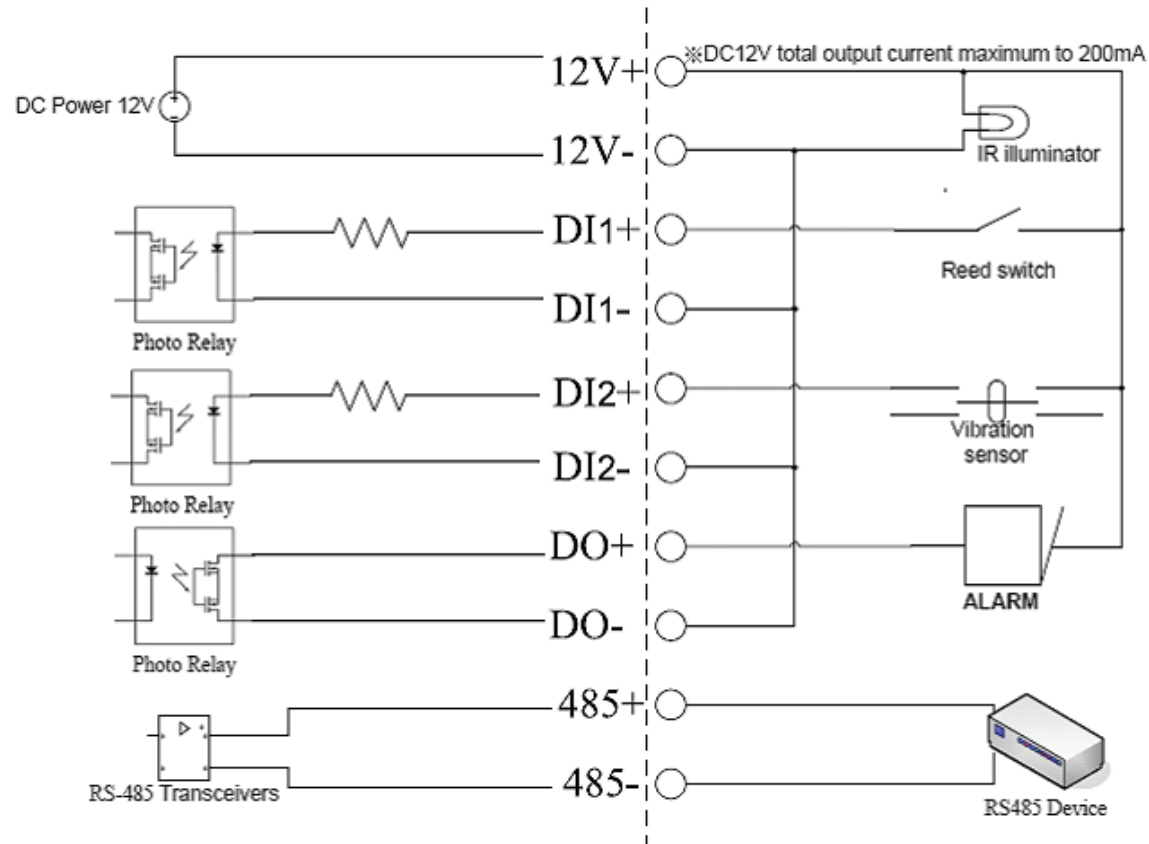 12V+
※DC12V total output current maximum to 200mA
DC Power 12V
12V-
IR illuminator
DI1+
Reed switch
DI1-
Photo Relay
DI2+
Vibration
sensor
DI2-
Photo Relay
DO+
ALARM
DO-
Photo Relay
485+
485-
RS-485 Transceivers
RS485 Device